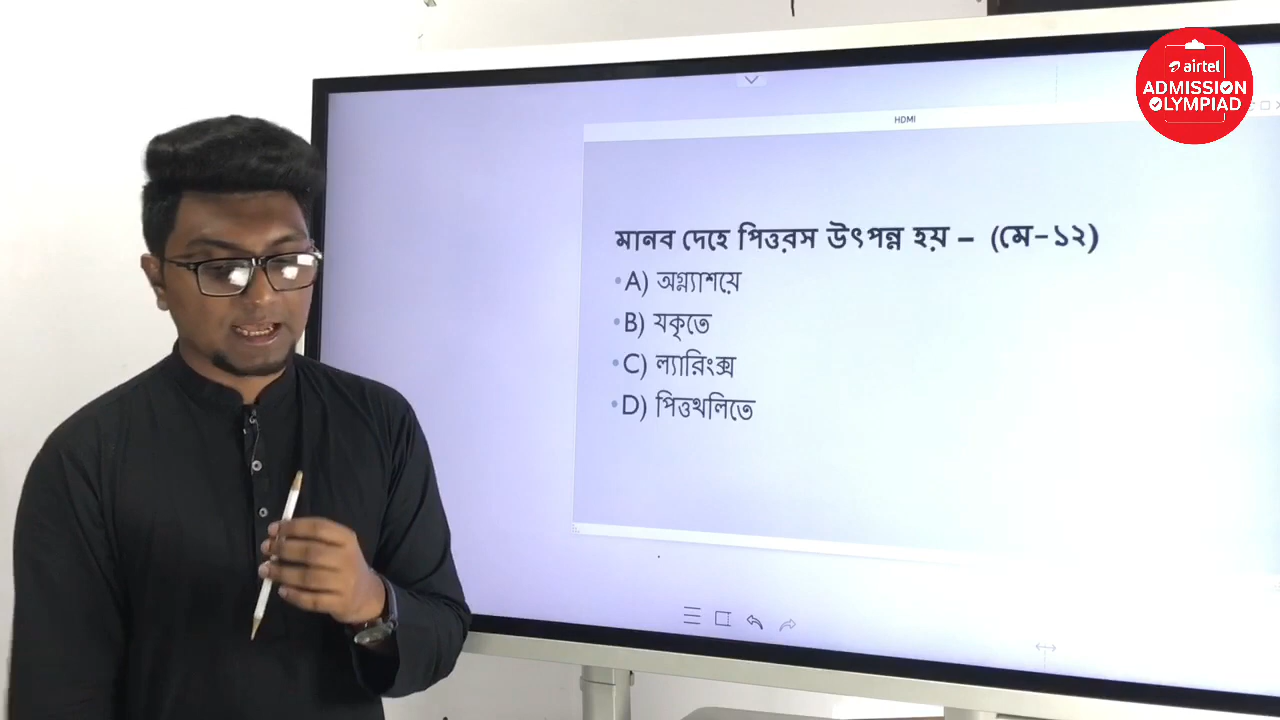 airtel
ADMISSION
OLYMPIAD
HDMI
মানব দেহে পিত্তরস উৎপন্ন হয় – (মে-১২)
• A) অগ্ন্যাশয়ে
• B) যকৃতে
• C) ল্যারিংক্স
• D) পিত্তথলিতে